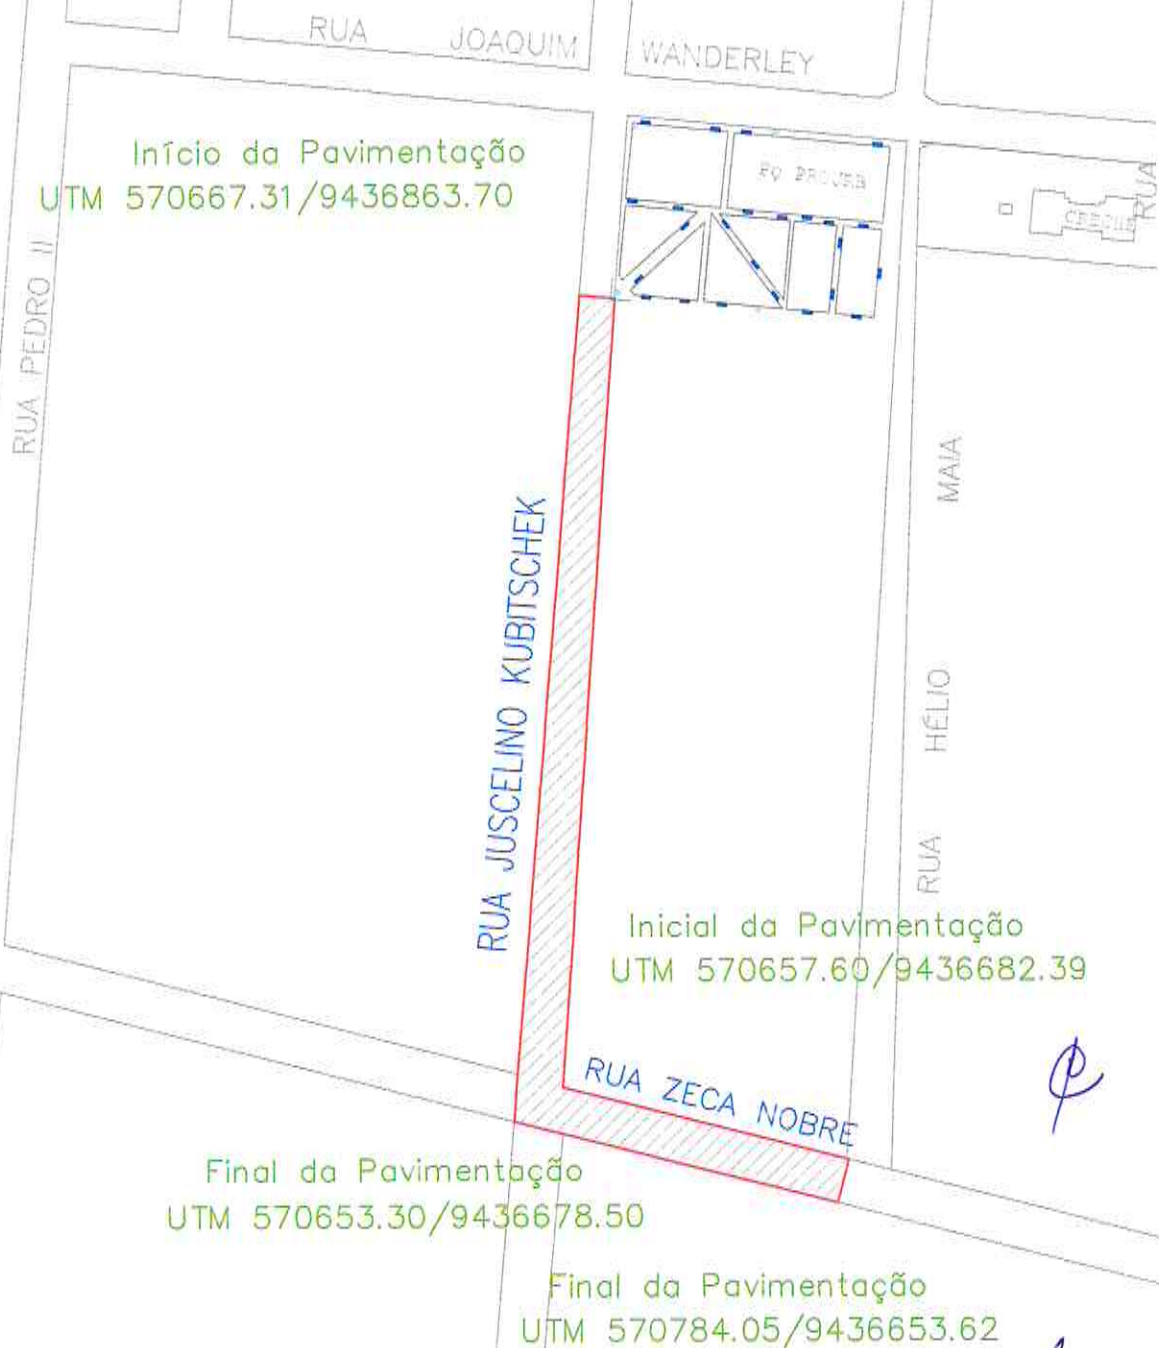 RUA JOAQUIM WANDERLEY
Início da Pavimentação
UTM 570667.31/9436863.70
CRECHE
RUA
RUA PEDRO II
RUA HÉLIO MAIA
RUA JUSCELINO KUBITSCHEK
Inicial da Pavimentação
UTM 570657.60/9436682.39
RUA ZECA NOBRE
Final da Pavimentação
UTM 570653.30/9436678.50
Final da Pavimentação
UTM 570784.05/9436653.62